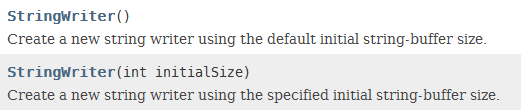 StringWriter()
Create a new string writer using the default initial string-buffer size.
StringWriter(int initialSize)
Create a new string writer using the specified initial string-buffer size.